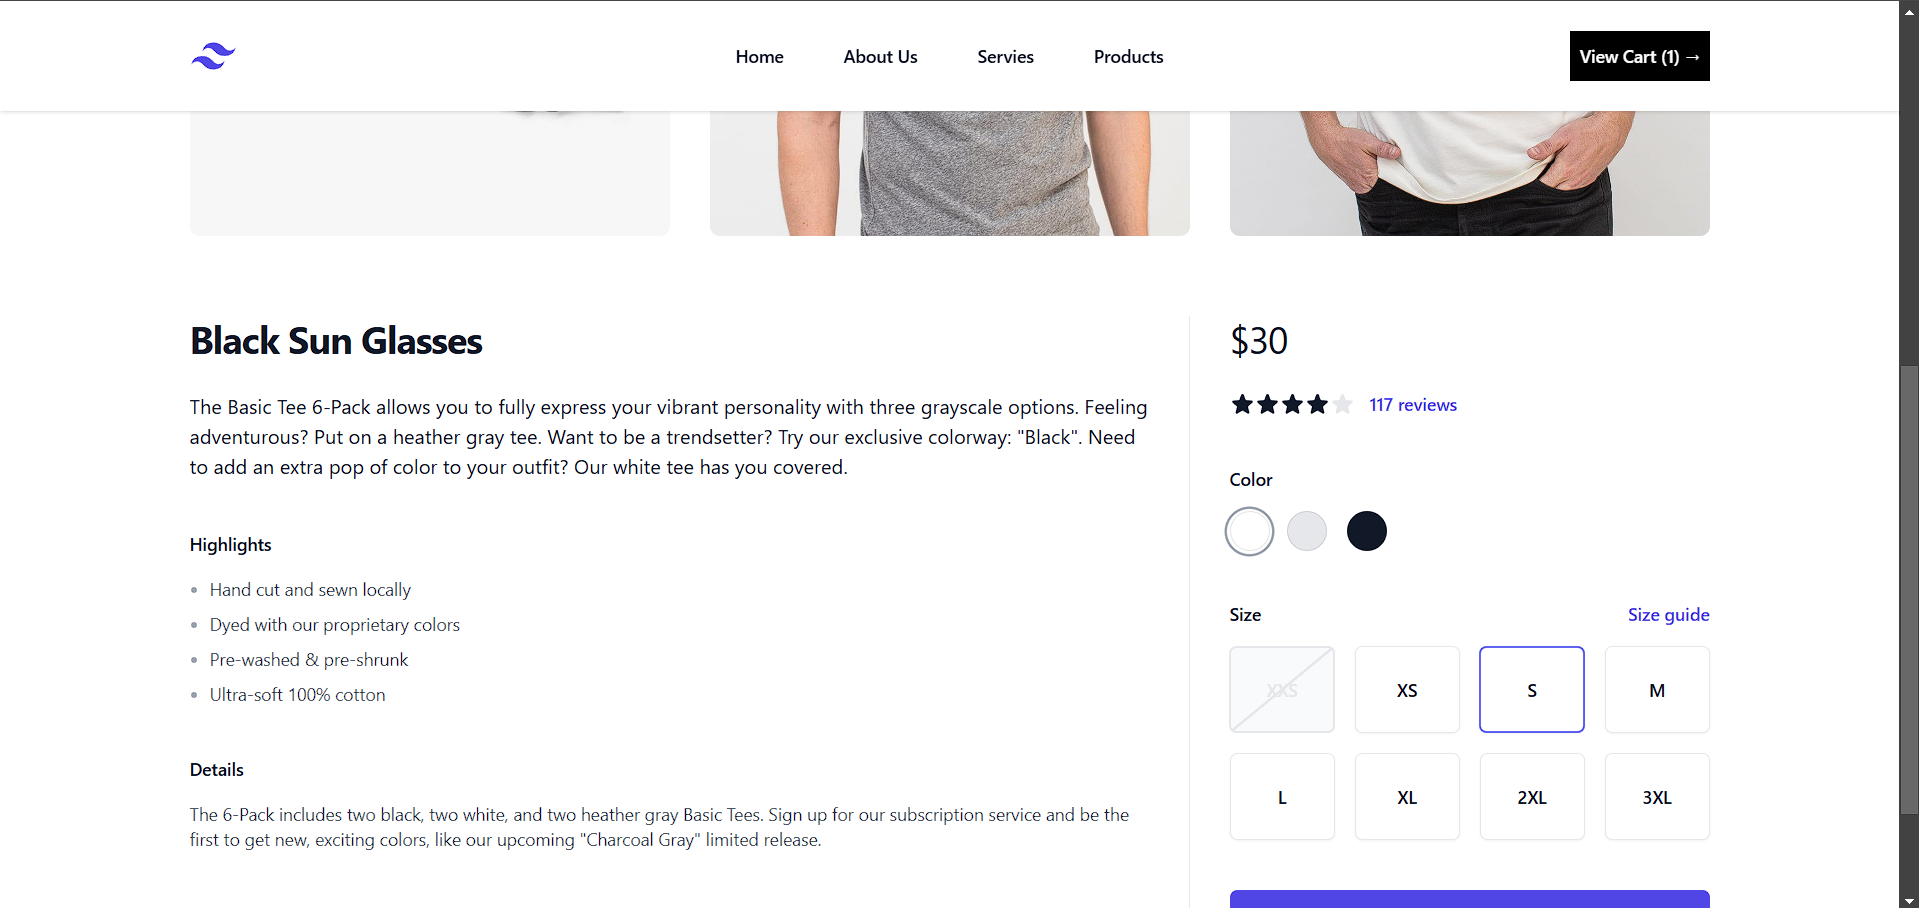 Home
About Us
Servies
Products
View Cart (1) →
Black Sun Glasses
The Basic Tee 6-Pack allows you to fully express your vibrant personality with three grayscale options. Feeling
adventurous? Put on a heather gray tee. Want to be a trendsetter? Try our exclusive colorway: "Black". Need
to add an extra pop of color to your outfit? Our white tee has you covered.
Highlights
Hand cut and sewn locally
Dyed with our proprietary colors
Pre-washed & pre-shrunk
Ultra-soft 100% cotton
Details
The 6-Pack includes two black, two white, and two heather gray Basic Tees. Sign up for our subscription service and be the
first to get new, exciting colors, like our upcoming "Charcoal Gray" limited release.
$30
117 reviews
Color
Size
Size guide
XXS
XS
S
M
L
XL
2XL
3XL